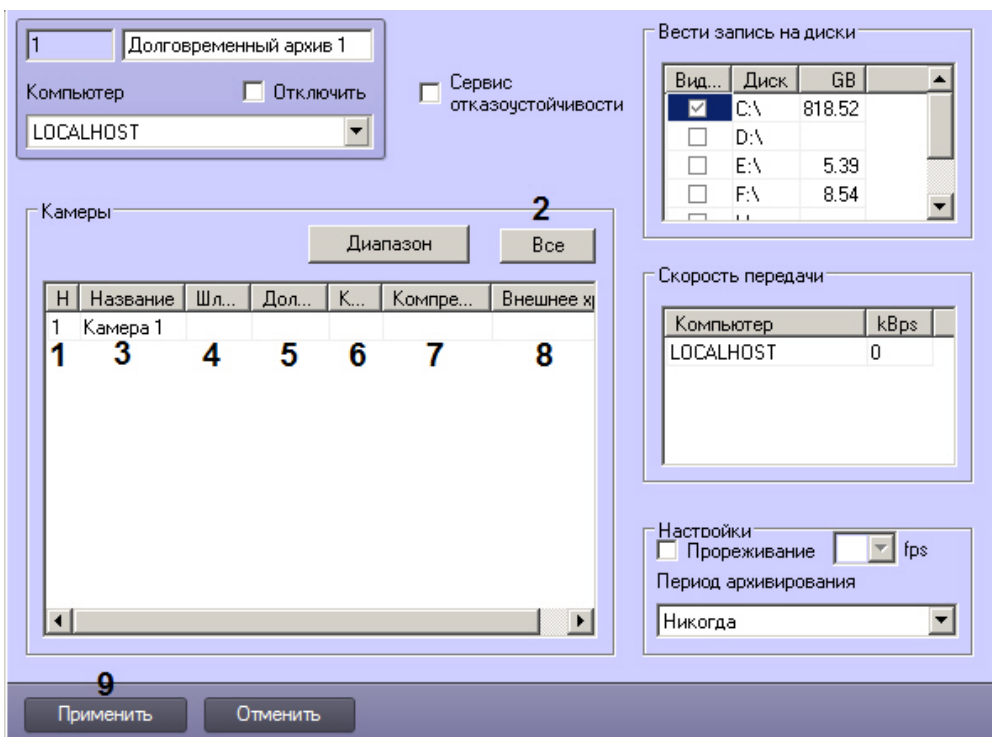 1 Долговременный архив 1
Компьютер Отключить
LOCALHOST
Сервис
отказоустойчивости
Вести запись на диски
Вид... Диск GB
C:\ 818.52
D:\
E:\ 5.39
F:\ 8.54
Камеры
2
Диапазон Все
Н Название Шл... Дол... К... Компре... Внешнее
1 Камера 1
1 3 4 5 6 7 8
Скорость передачи
Компьютер kBps
LOCALHOST 0
Настройки
Прореживание fps
Период архивирования
Никогда
9
Применить Отменить